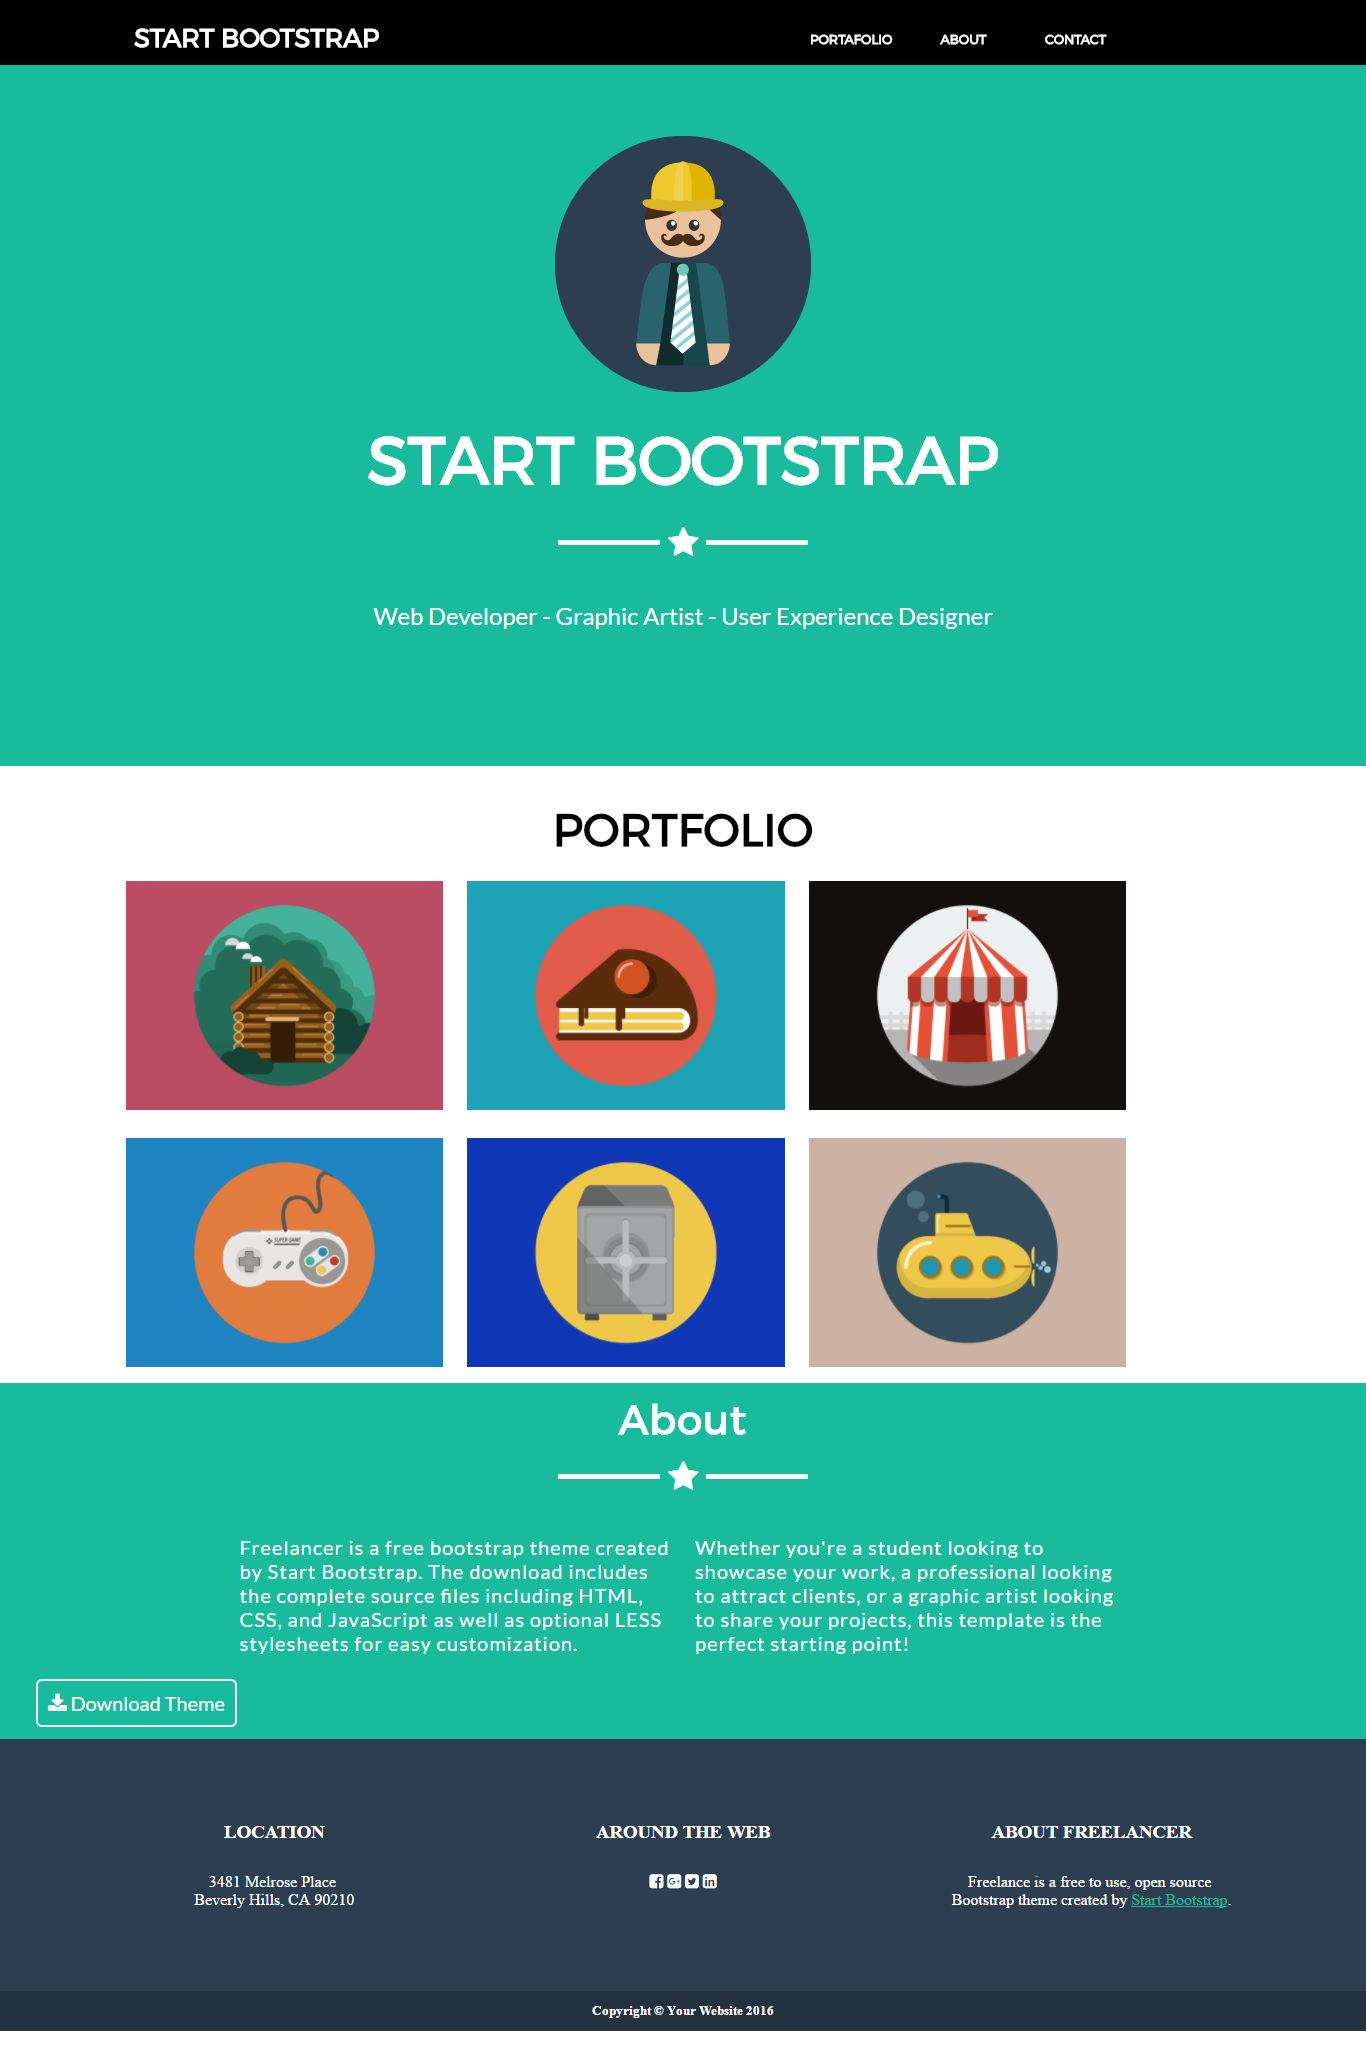 START BOOTSTRAP
PORTAFOLIO
ABOUT
CONTACT
START BOOTSTRAP
Web Developer - Graphic Artist - User Experience Designer
PORTFOLIO
SUPER GAME
About
Freelancer is a free bootstrap theme created
by Start Bootstrap. The download includes
the complete source files including HTML,
CSS, and JavaScript as well as optional LESS
stylesheets for easy customization.
Whether you're a student looking to
showcase your work, a professional looking
to attract clients, or a graphic artist looking
to share your projects, this template is the
perfect starting point!
Download Theme
LOCATION
3481 Melrose Place
Beverly Hills, CA 90210
AROUND THE WEB
ABOUT FREELANCER
Freelance is a free to use, open source
Bootstrap theme created by Start Bootstrap.
Copyright © Your Website 2016